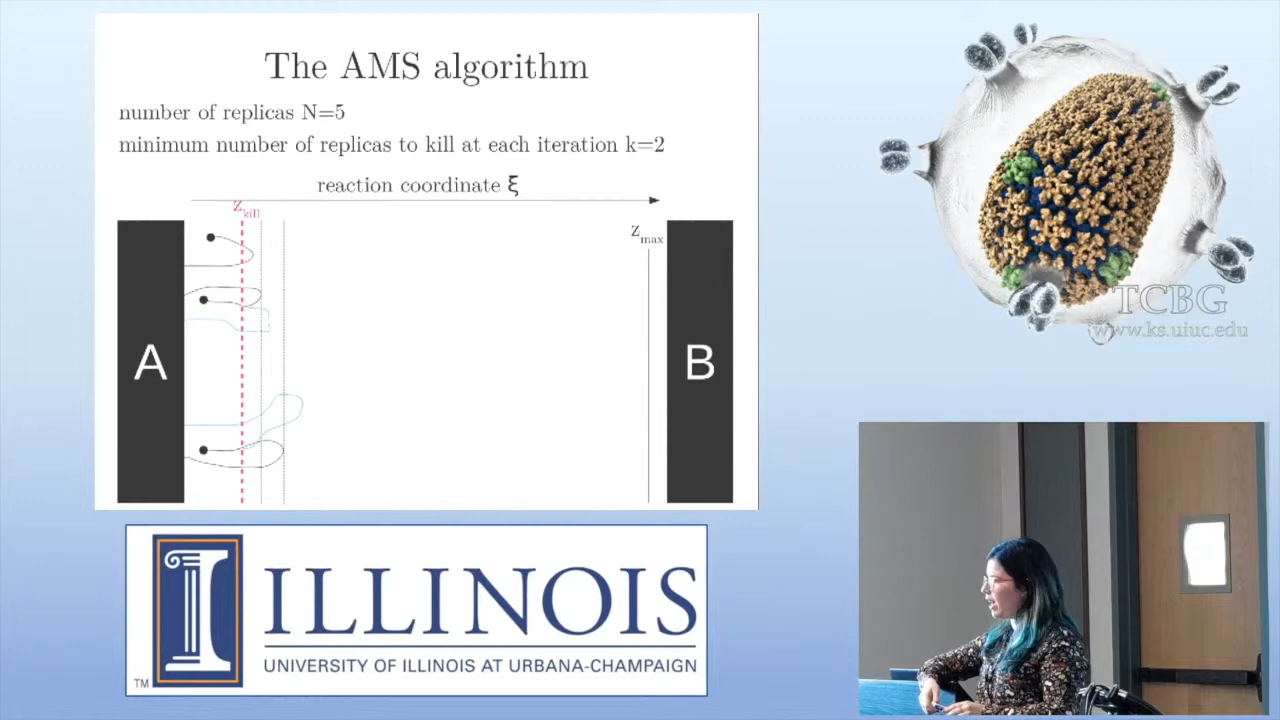 The AMS algorithm
number of replicas N=5
minimum number of replicas to kill at each iteration k=2
reaction coordinate ξ
z_kill
z_max
A
B
TCBG
www.ks.uiuc.edu
ILLINOIS
UNIVERSITY OF ILLINOIS AT URBANA-CHAMPAIGN
TM